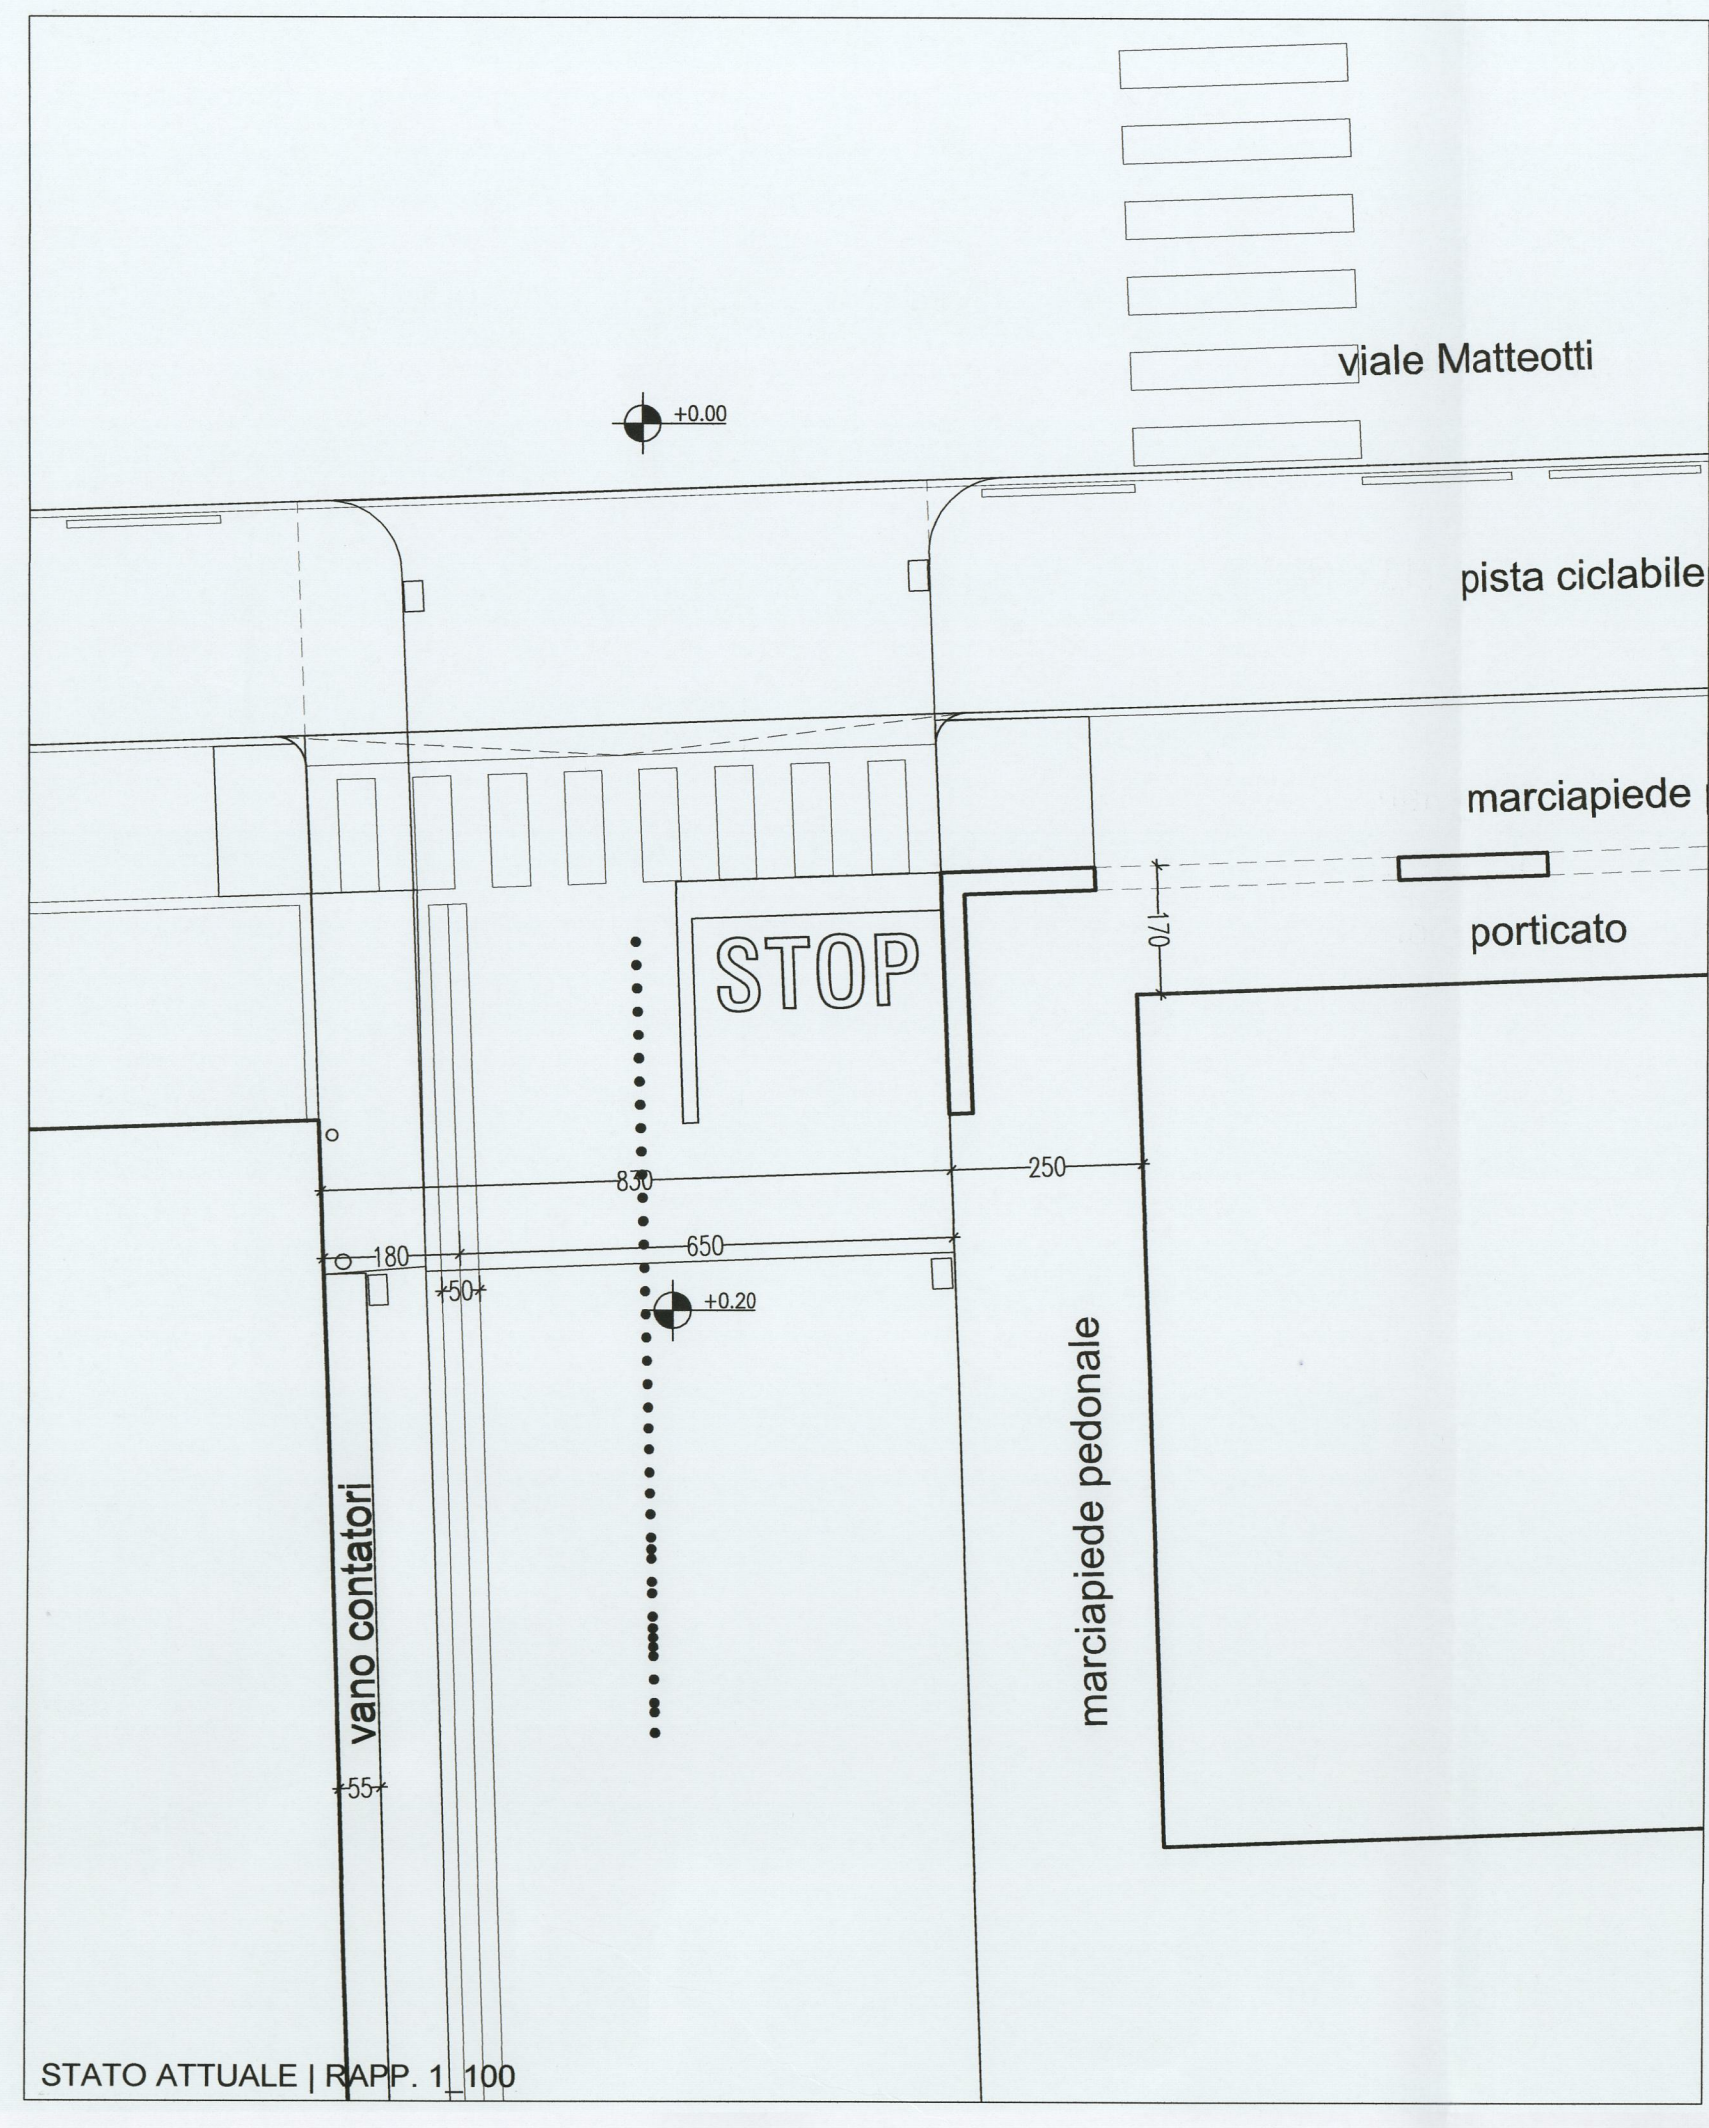 +0.00
viale Matteotti
pista ciclabile
marciapiede
porticato
STOP
170
830
250
180
650
50
+0.20
marciapiede pedonale
vano contatori
55
STATO ATTUALE | RAPP. 1_100